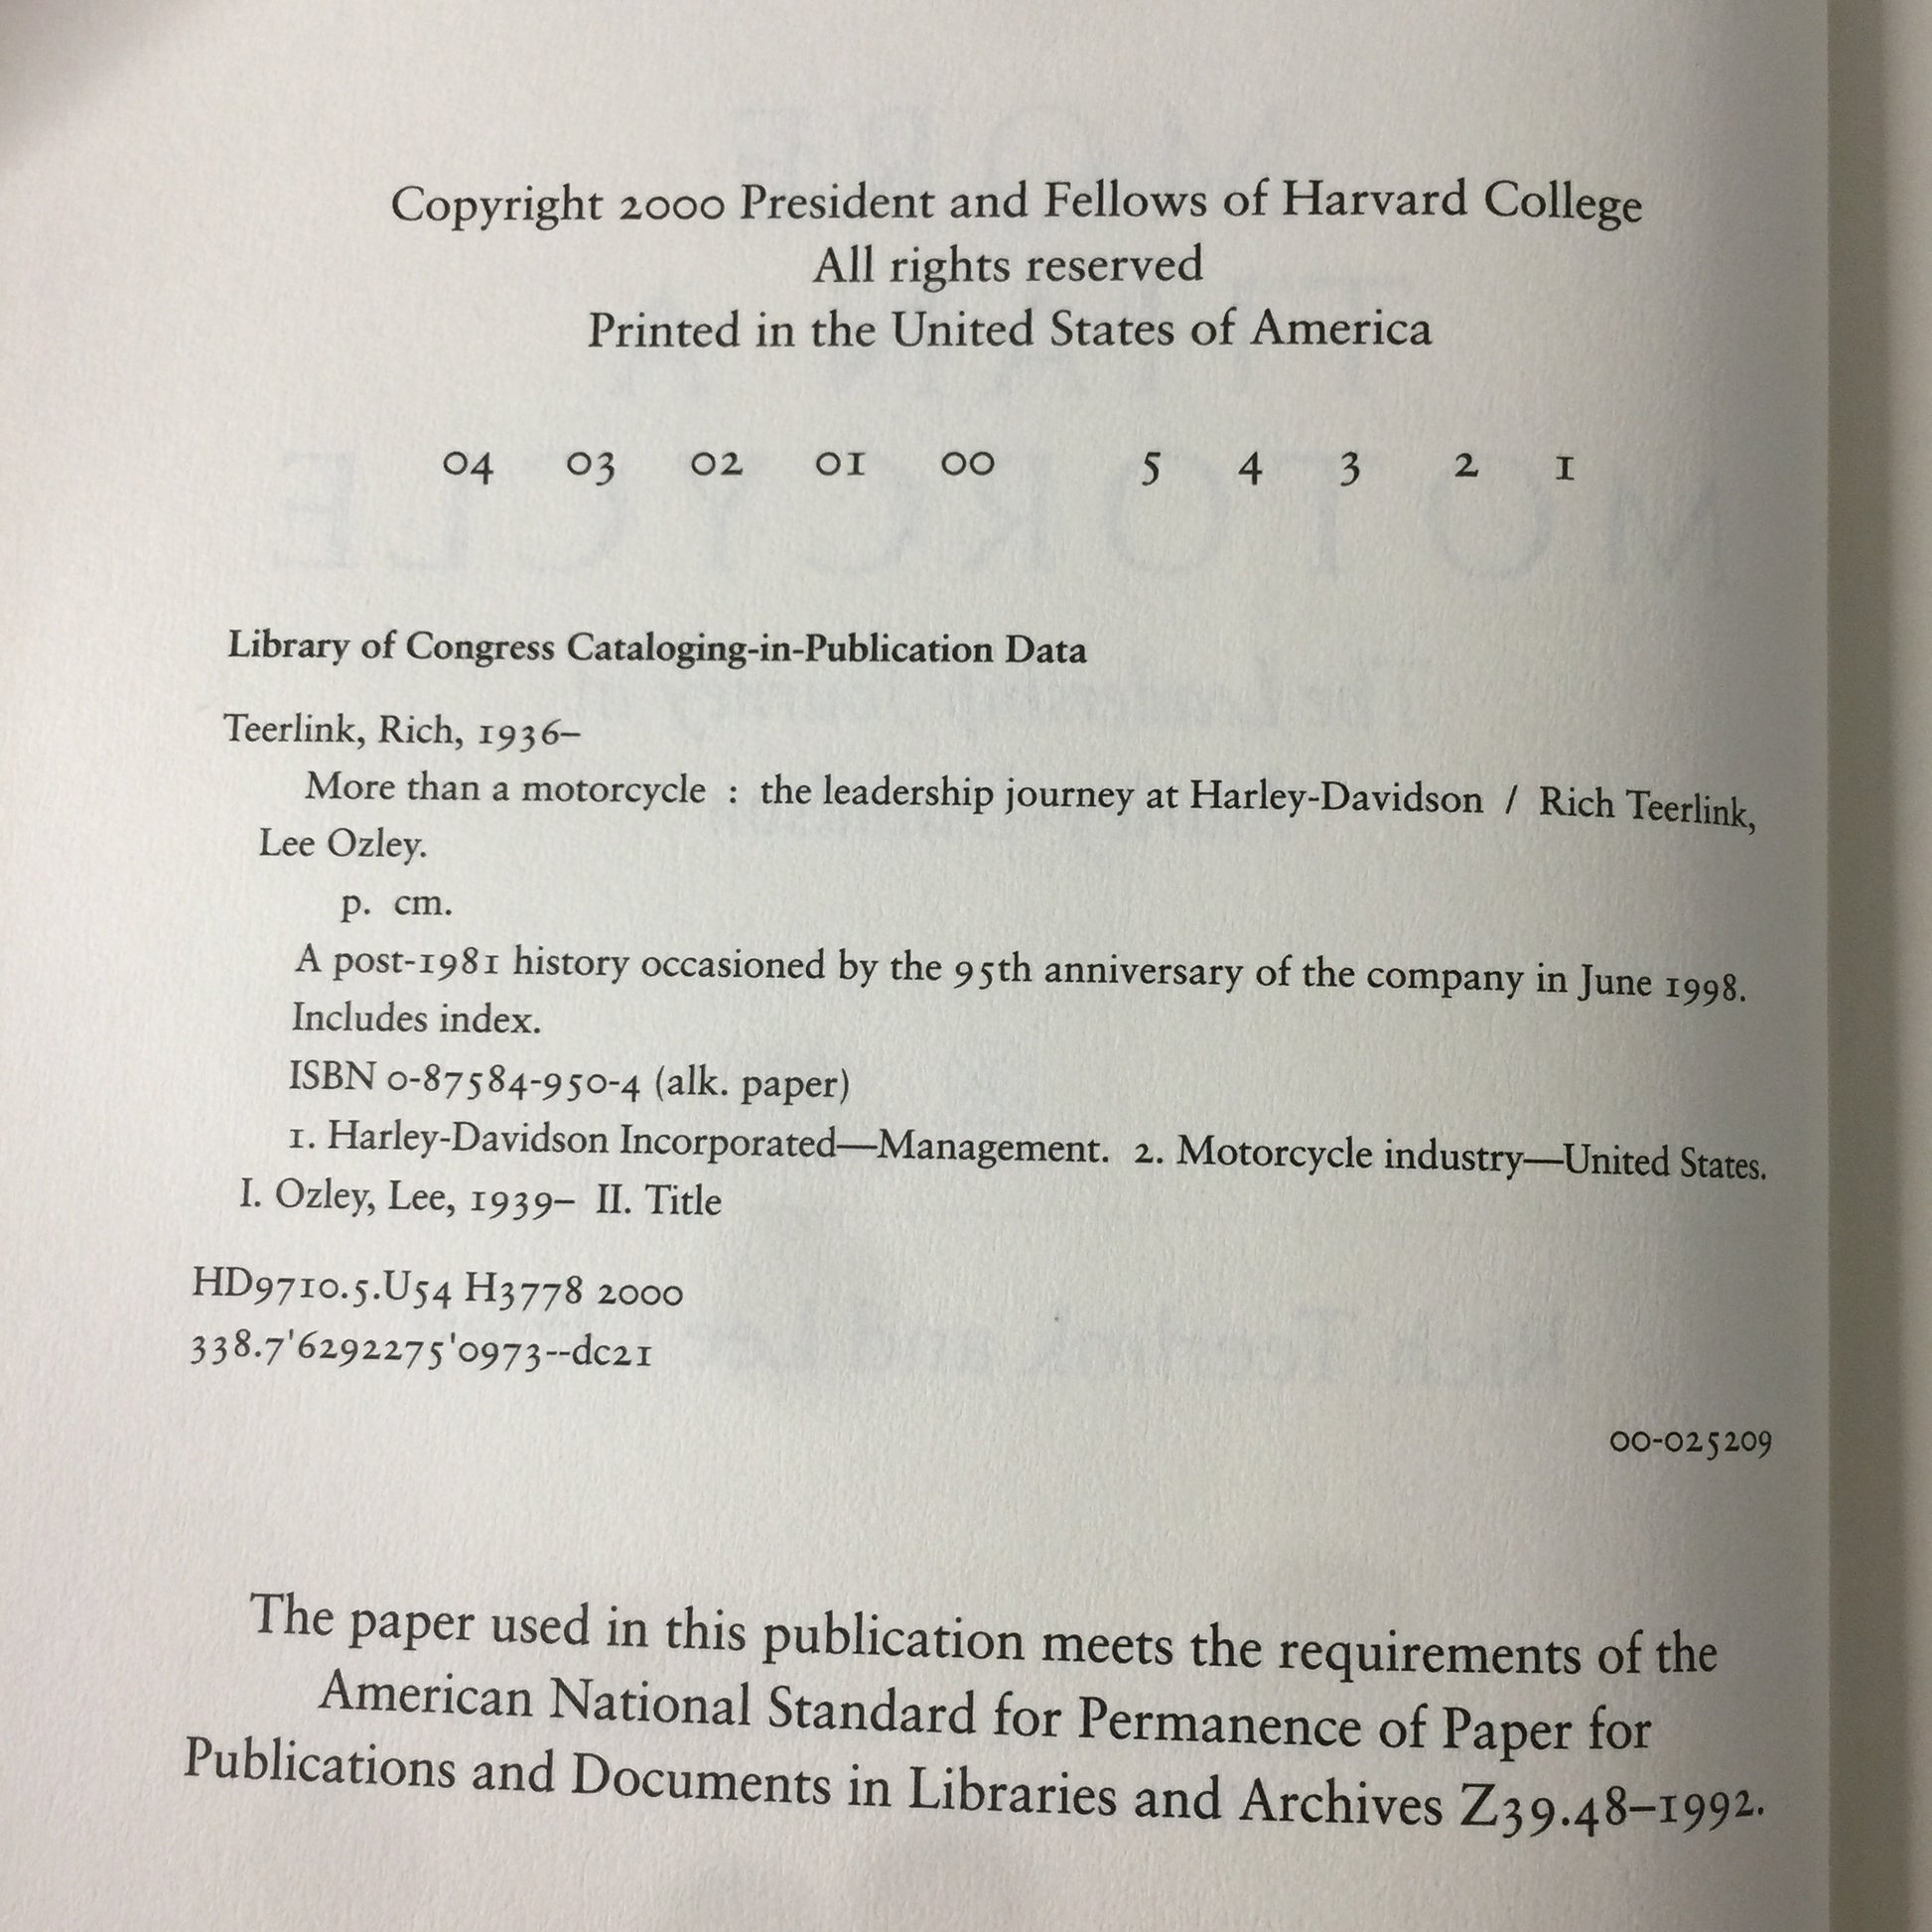 Copyright 2000 President and Fellows of Harvard College
All rights reserved
Printed in the United States of America
04 03 02 01 00 5 4 3 2 1
Library of Congress Cataloging-in-Publication Data
Teerlink, Rich, 1936–
More than a motorcycle : the leadership journey at Harley-Davidson / Rich Teerlink,
Lee Ozley.
p. cm.
A post-1981 history occasioned by the 95th anniversary of the company in June 1998.
Includes index.
ISBN 0-87584-950-4 (alk. paper)
1. Harley-Davidson Incorporated—Management. 2. Motorcycle industry—United States.
I. Ozley, Lee, 1939– II. Title
HD9710.5.U54 H3778 2000
338.7'6292275'0973--dc21
00-025209
The paper used in this publication meets the requirements of the
American National Standard for Permanence of Paper for
Publications and Documents in Libraries and Archives Z39.48–1992.